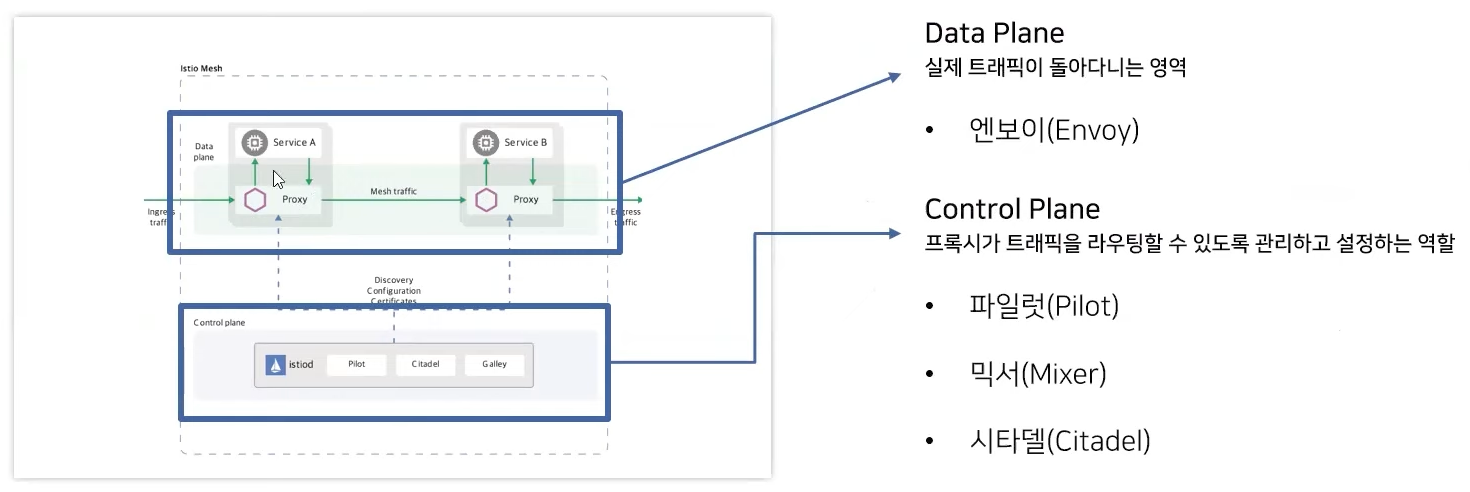 Istio Mesh
Data
plane
Service A
Service B
Proxy
Mesh traffic
Proxy
Ingress
traffic
Engress
traffic
Discovery
Configuration
Certificates
Control plane
istiod
Pilot
Citadel
Galley
Data Plane
실제 트래픽이 돌아다니는 영역
• 엔보이(Envoy)
Control Plane
프록시가 트래픽을 라우팅할 수 있도록 관리하고 설정하는 역할
• 파일럿(Pilot)
• 믹서(Mixer)
• 시타델(Citadel)